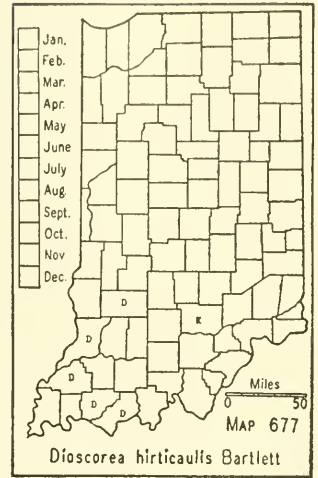 Jan.
Feb.
Mar.
Apr.
May
June
July
Aug.
Sept.
Oct.
Nov
Dec.
D
K
D
D
D
D
Miles
0 50
MAP 677
Dioscorea hirticaulis Bartlett